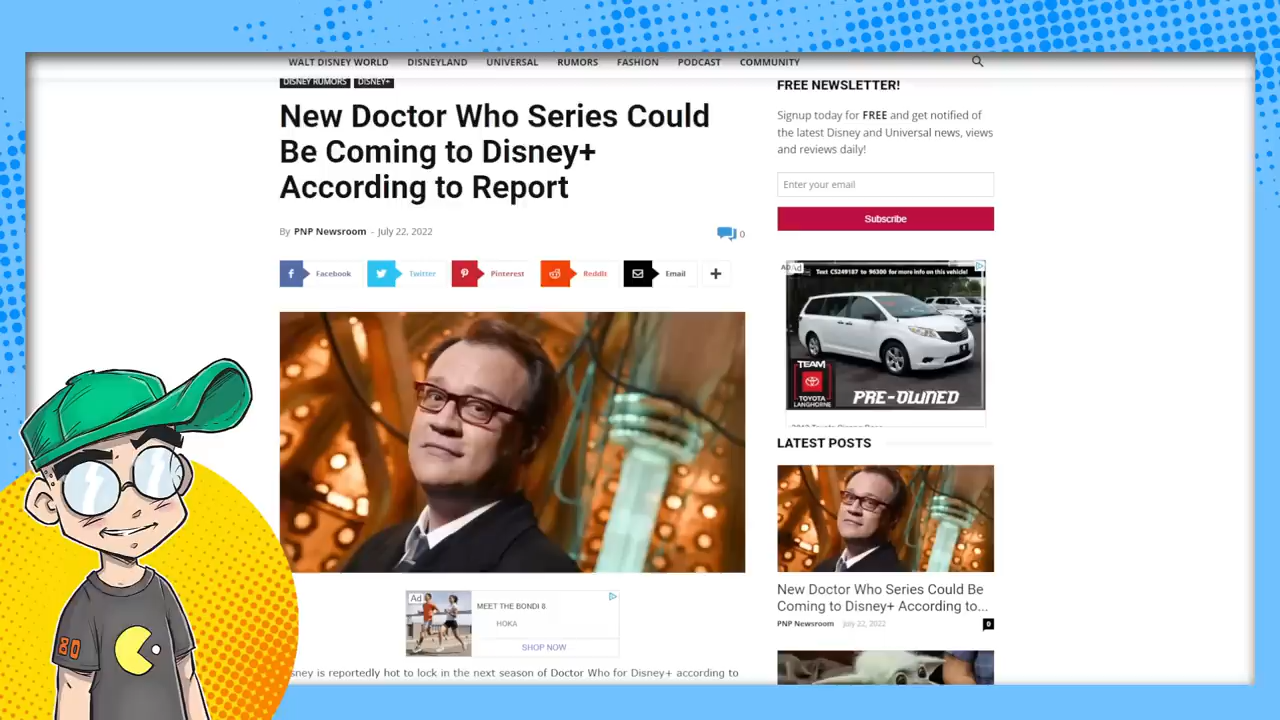 WALT DISNEY WORLD DISNEYLAND UNIVERSAL RUMORS FASHION PODCAST COMMUNITY
DISNEY RUMORS DISNEY+
New Doctor Who Series Could
Be Coming to Disney+
According to Report
By PNP Newsroom - July 22, 2022
0
Facebook Twitter Pinterest ReddIt Email +
Ad
MEET THE BONDI 8
HOKA
SHOP NOW
sney is reportedly hot to lock in the next season of Doctor Who for Disney+ according to
FREE NEWSLETTER!
Signup today for FREE and get notified of
the latest Disney and Universal news, views
and reviews daily!
Enter your email
Subscribe
AD Ad
Text CS249187 to 96300 for more info on this vehicle!
TEAM
TOYOTA
LANGHORNE
PRE-OWNED
LATEST POSTS
New Doctor Who Series Could Be
Coming to Disney+ According to...
PNP Newsroom - July 22, 2022
0
80